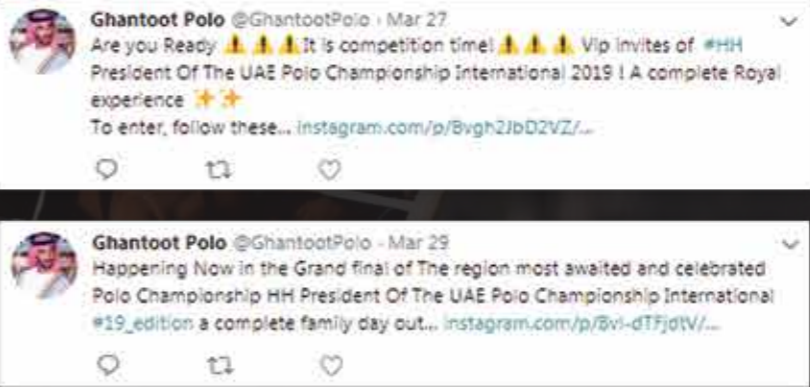 Ghantoot Polo @GhantootPolo · Mar 27
Are you Ready ⚠️ ⚠️ ⚠️ It is competition time! ⚠️ ⚠️ ⚠️ Vip invites of #HH
President Of The UAE Polo Championship International 2019 ! A complete Royal
experience ✨ ✨
To enter, follow these... instagram.com/p/Bvgh2JbD2VZ/...
Ghantoot Polo @GhantootPolo · Mar 29
Happening Now in the Grand final of The region most awaited and celebrated
Polo Championship HH President Of The UAE Polo Championship International
#19_edition a complete family day out... instagram.com/p/Bvl-dTFjdtV/...